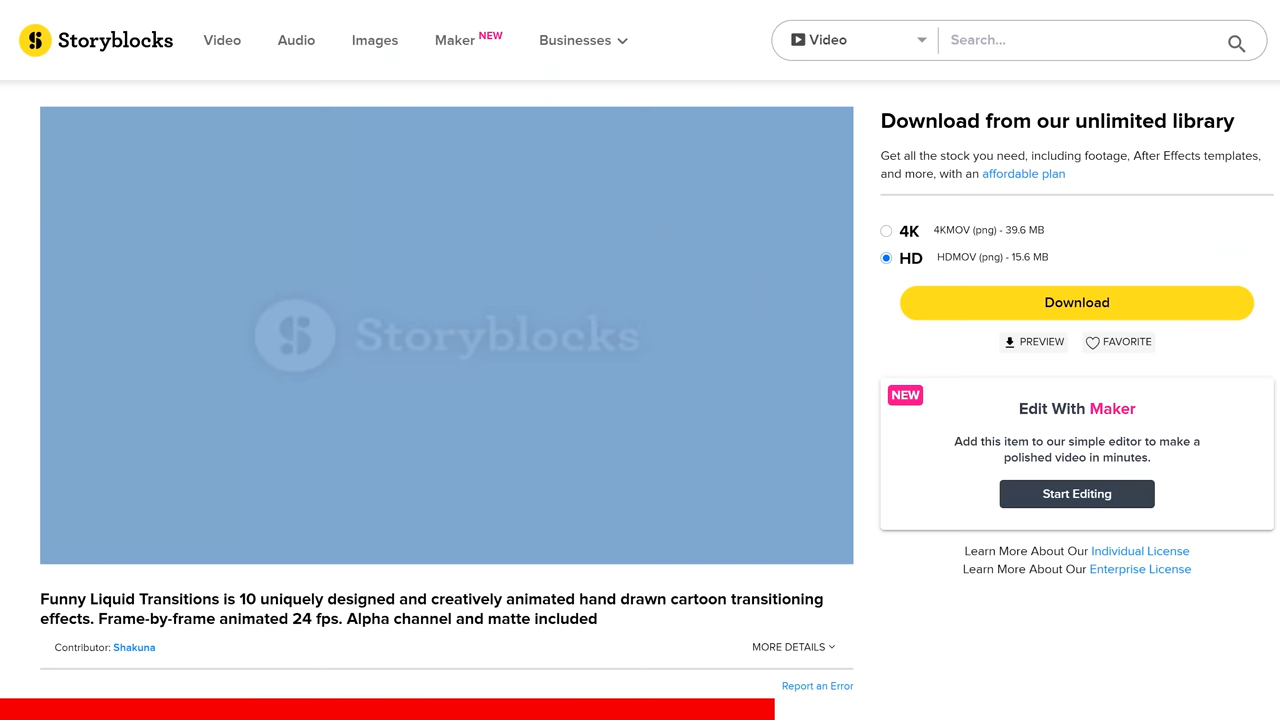 Storyblocks
Video
Audio
Images
Maker NEW
Businesses
Video
Search...
Download from our unlimited library
Get all the stock you need, including footage, After Effects templates,
and more, with an affordable plan
4K 4KMOV (png) - 39.6 MB
HD HDMOV (png) - 15.6 MB
Download
PREVIEW
FAVORITE
Storyblocks
NEW
Edit With Maker
Add this item to our simple editor to make a
polished video in minutes.
Start Editing
Learn More About Our Individual License
Learn More About Our Enterprise License
Funny Liquid Transitions is 10 uniquely designed and creatively animated hand drawn cartoon transitioning
effects. Frame-by-frame animated 24 fps. Alpha channel and matte included
Contributor: Shakuna
MORE DETAILS
Report an Error